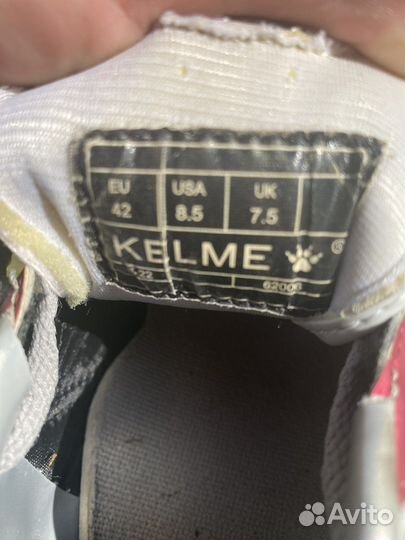 EU USA UK
42 8.5 7.5
KELME ®
62006
Avito